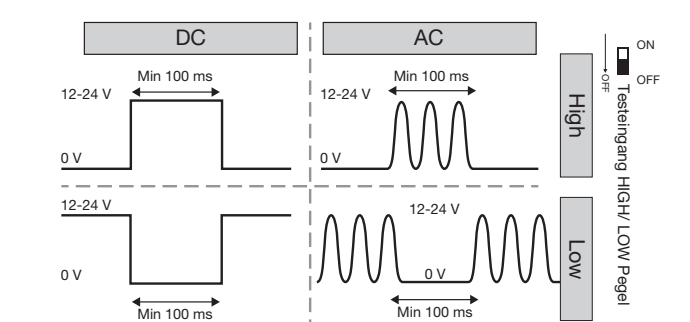 DC
AC
ON
OFF
OFF
Testeingang HIGH/ LOW Pegel
High
Min 100 ms
12-24 V
0 V
Min 100 ms
12-24 V
0 V
Low
12-24 V
0 V
Min 100 ms
12-24 V
0 V
Min 100 ms